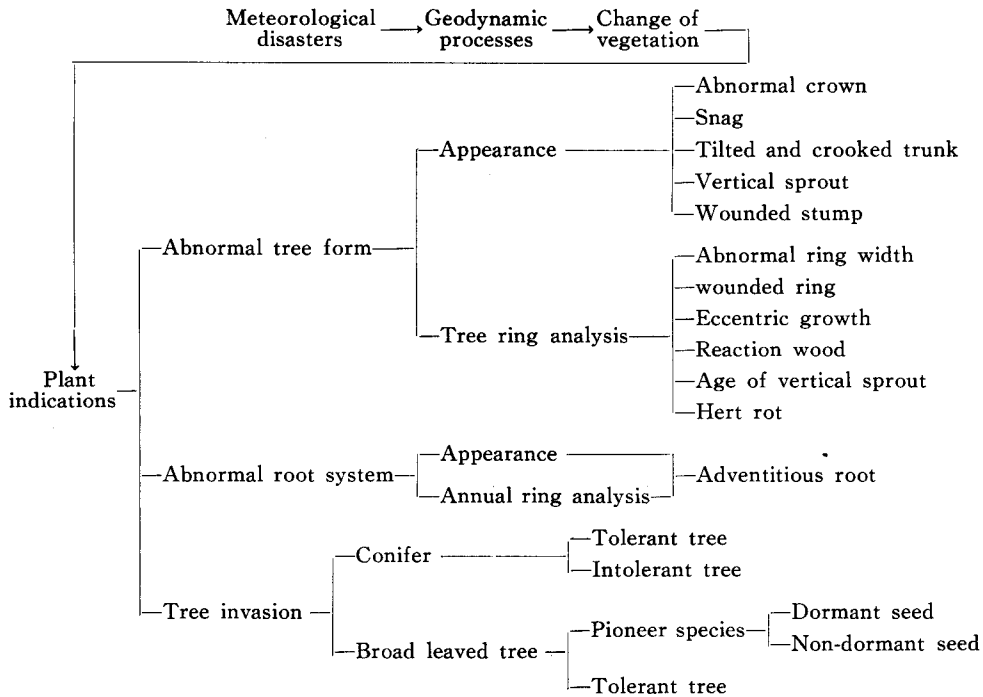 Meteorological disasters
Geodynamic processes
Change of vegetation
Plant indications
Abnormal tree form
Appearance
Abnormal crown
Snag
Tilted and crooked trunk
Vertical sprout
Wounded stump
Tree ring analysis
Abnormal ring width
wounded ring
Eccentric growth
Reaction wood
Age of vertical sprout
Hert rot
Abnormal root system
Appearance
Annual ring analysis
Adventitious root
Tree invasion
Conifer
Tolerant tree
Intolerant tree
Broad leaved tree
Pioneer species
Dormant seed
Non-dormant seed
Tolerant tree